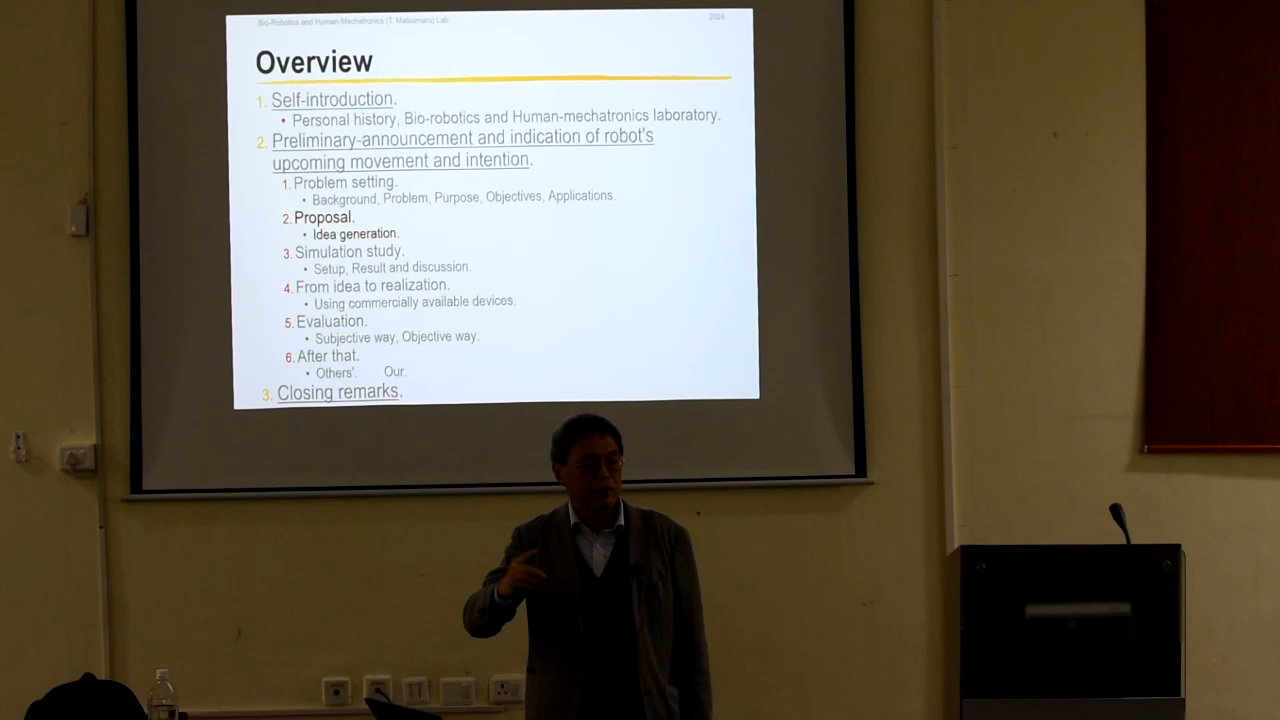 Bio-Robotics and Human-Mechatronics (T. Matsumaru) Lab
2024
Overview
1. Self-introduction.
• Personal history, Bio-robotics and Human-mechatronics laboratory.
2. Preliminary-announcement and indication of robot's
upcoming movement and intention.
1. Problem setting.
• Background, Problem, Purpose, Objectives, Applications.
2. Proposal.
• Idea generation.
3. Simulation study.
• Setup, Result and discussion.
4. From idea to realization.
• Using commercially available devices.
5. Evaluation.
• Subjective way, Objective way.
6. After that.
• Others'. Our.
3. Closing remarks.